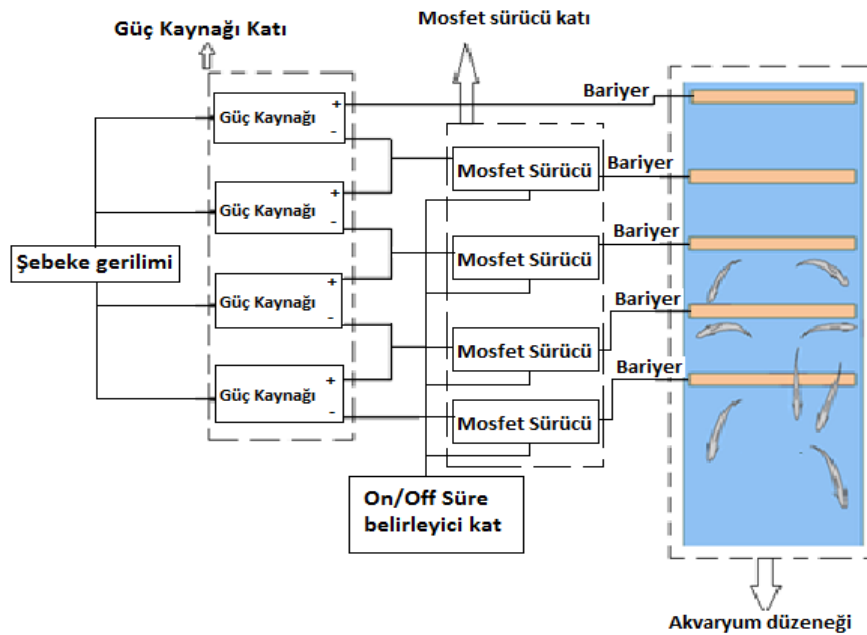 Güç Kaynağı Katı
Mosfet sürücü katı
Güç Kaynağı
+
-
Güç Kaynağı
+
-
Güç Kaynağı
+
-
Güç Kaynağı
+
-
Şebeke gerilimi
Mosfet Sürücü
Mosfet Sürücü
Mosfet Sürücü
Mosfet Sürücü
On/Off Süre
belirleyici kat
Bariyer
Bariyer
Bariyer
Bariyer
Bariyer
Akvaryum düzeneği